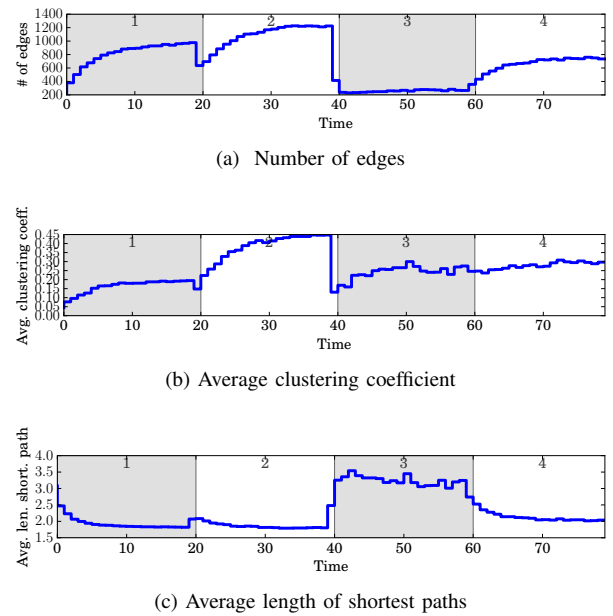 1400
1200
1000
800
600
400
200
# of edges
1 2 3 4
0 10 20 30 40 50 60 70
Time
(a) Number of edges
0.45
0.40
0.35
0.30
0.25
0.20
0.15
0.10
0.05
0.00
Avg. clustering coeff.
1 2 3 4
0 10 20 30 40 50 60 70
Time
(b) Average clustering coefficient
4.0
3.5
3.0
2.5
2.0
1.5
Avg. len. short. path
1 2 3 4
0 10 20 30 40 50 60 70
Time
(c) Average length of shortest paths